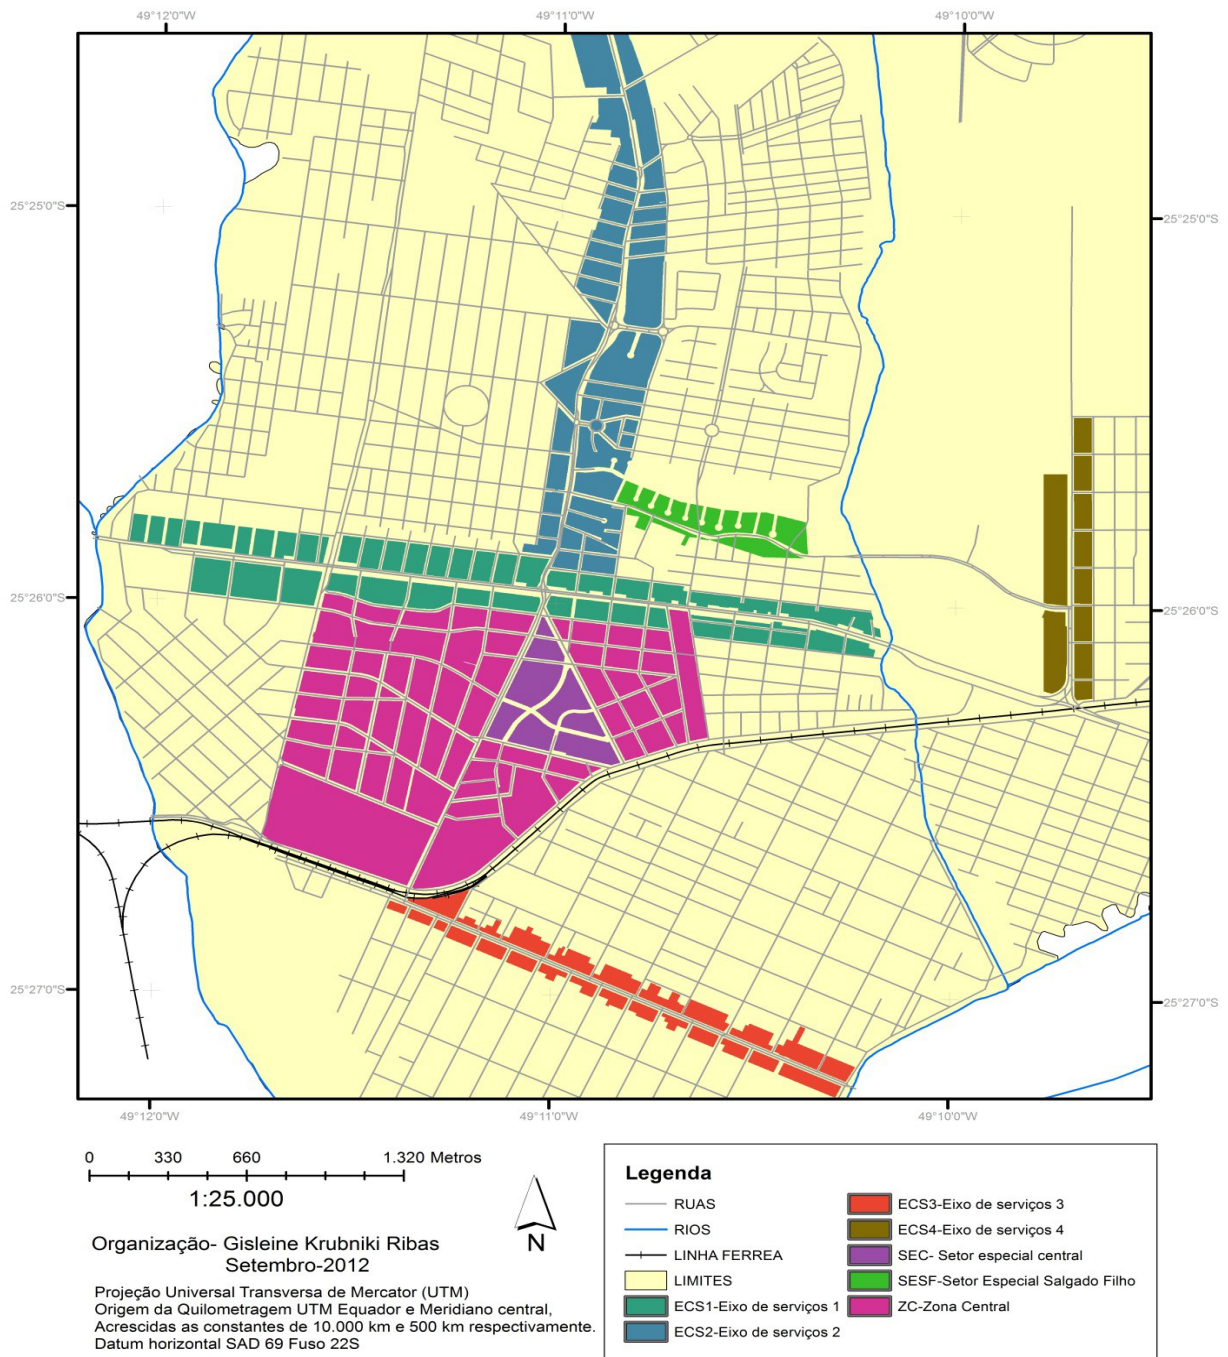 49°12'0"W
49°11'0"W
49°10'0"W
25°25'0"S
25°25'0"S
25°26'0"S
25°26'0"S
25°27'0"S
25°27'0"S
49°12'0"W
49°11'0"W
49°10'0"W
0 330 660 1.320 Metros
1:25.000
N
Organização- Gisleine Krubniki Ribas
Setembro-2012
Projeção Universal Transversa de Mercator (UTM)
Origem da Quilometragem UTM Equador e Meridiano central,
Acrescidas as constantes de 10.000 km e 500 km respectivamente.
Datum horizontal SAD 69 Fuso 22S
Legenda
RUAS
RIOS
LINHA FERREA
LIMITES
ECS1-Eixo de serviços 1
ECS2-Eixo de serviços 2
ECS3-Eixo de serviços 3
ECS4-Eixo de serviços 4
SEC- Setor especial central
SESF-Setor Especial Salgado Filho
ZC-Zona Central